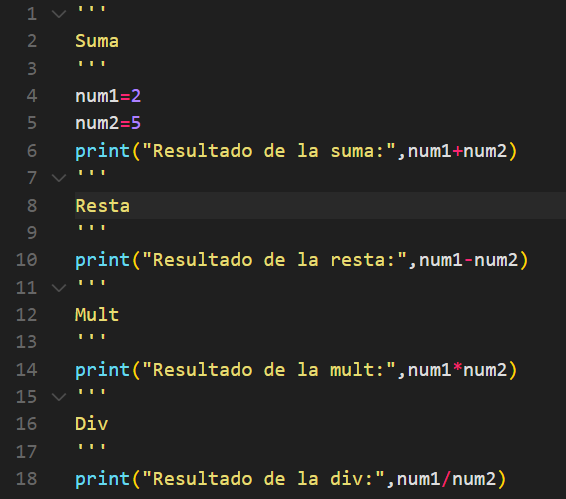 1 '''
2 Suma
3 '''
4 num1=2
5 num2=5
6 print("Resultado de la suma:",num1+num2)
7 '''
8 Resta
9 '''
10 print("Resultado de la resta:",num1-num2)
11 '''
12 Mult
13 '''
14 print("Resultado de la mult:",num1*num2)
15 '''
16 Div
17 '''
18 print("Resultado de la div:",num1/num2)